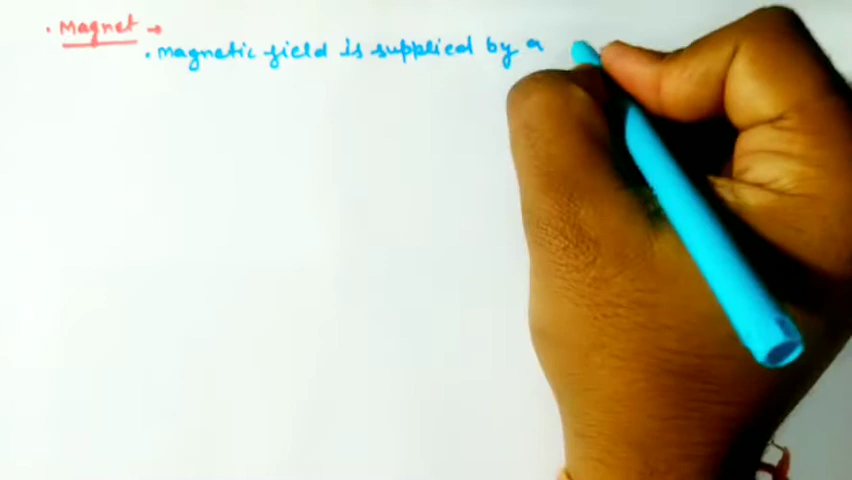 . Magnet →
. magnetic field is supplied by a